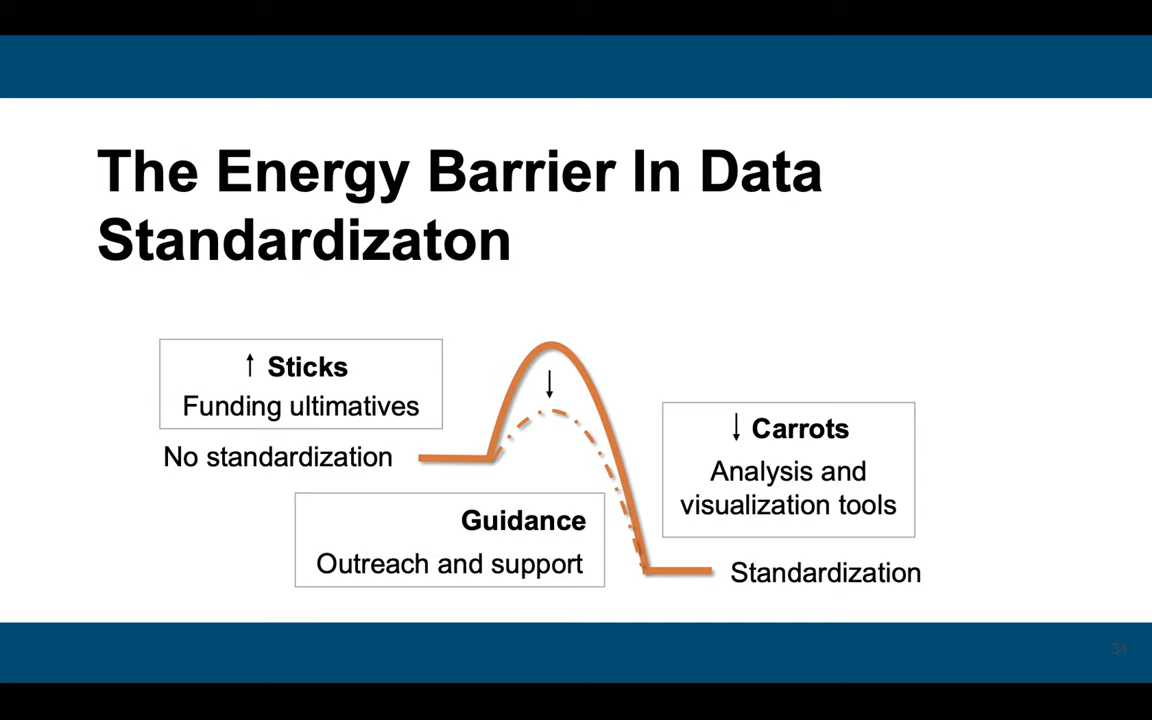 The Energy Barrier In Data
Standardizaton
↑ Sticks
Funding ultimatives
No standardization
↓ Carrots
Analysis and
visualization tools
Guidance
Outreach and support
Standardization
34